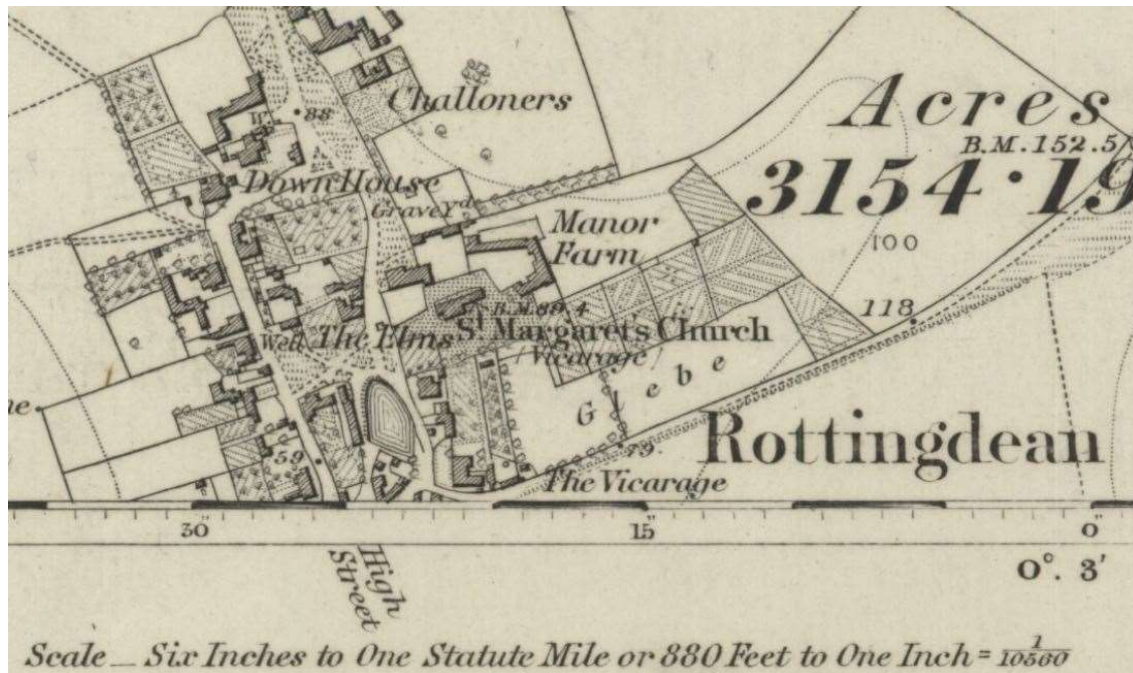 Challoners
Acres
B.M.152.5
W.
88
3154·19
Down House
Gravey.d
Manor
Farm
100
118
B.M.89.4
Well
The Elms
St Margaret's Church
(Vicarage)
Glebe
Rottingdean
59
79
The Vicarage
30"
15
0"
0°. 3'
High
Street
Scale _ Six Inches to One Statute Mile or 880 Feet to One Inch = 1/10560